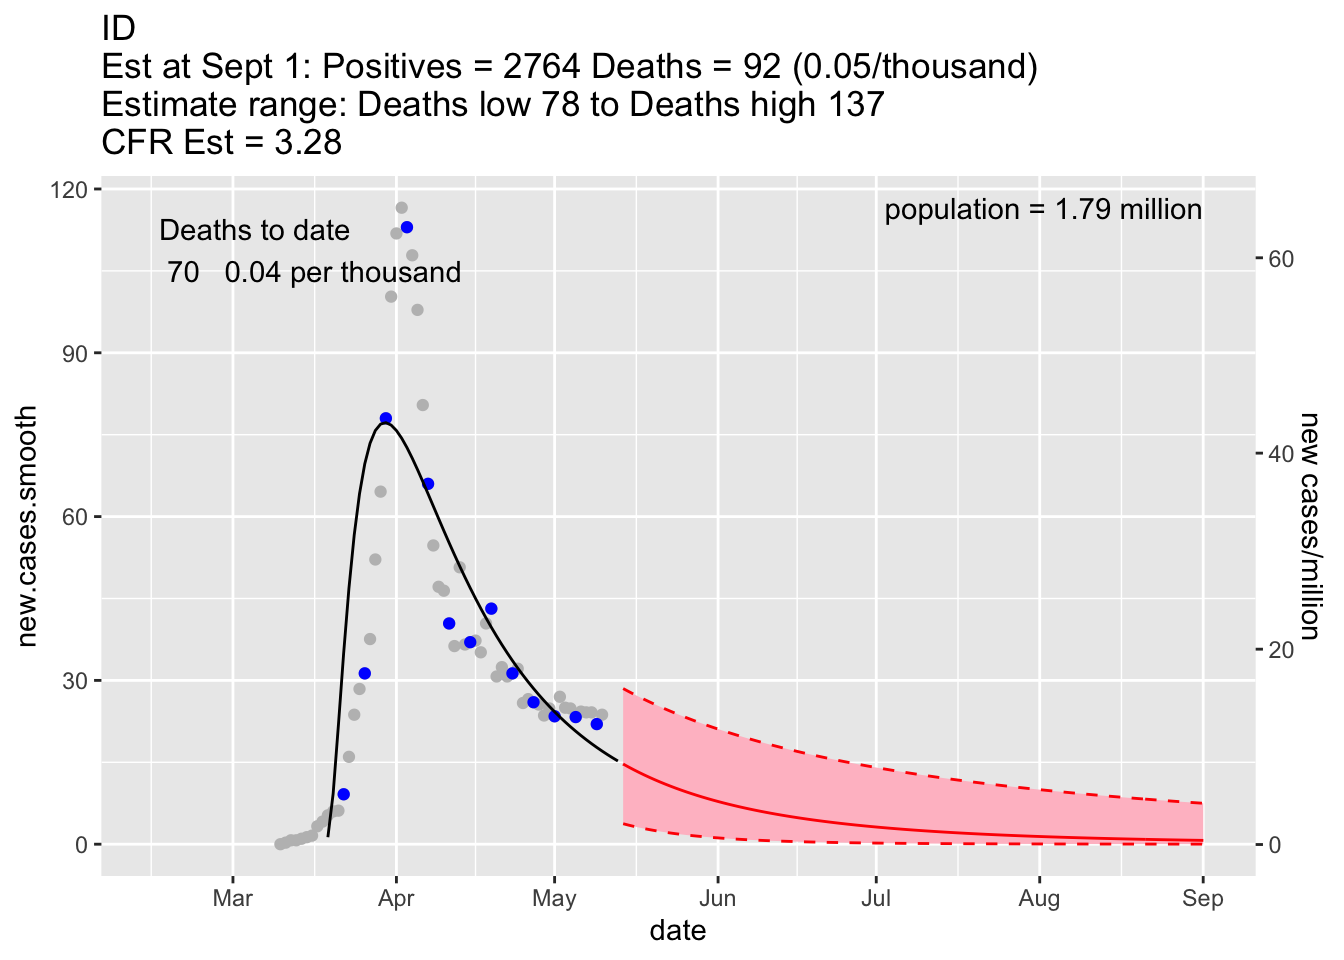 ID
Est at Sept 1: Positives = 2764 Deaths = 92 (0.05/thousand)
Estimate range: Deaths low 78 to Deaths high 137
CFR Est = 3.28
Deaths to date
70 0.04 per thousand
population = 1.79 million
120
90
60
30
0
new.cases.smooth
60
40
20
0
new cases/million
Mar Apr May Jun Jul Aug Sep
date